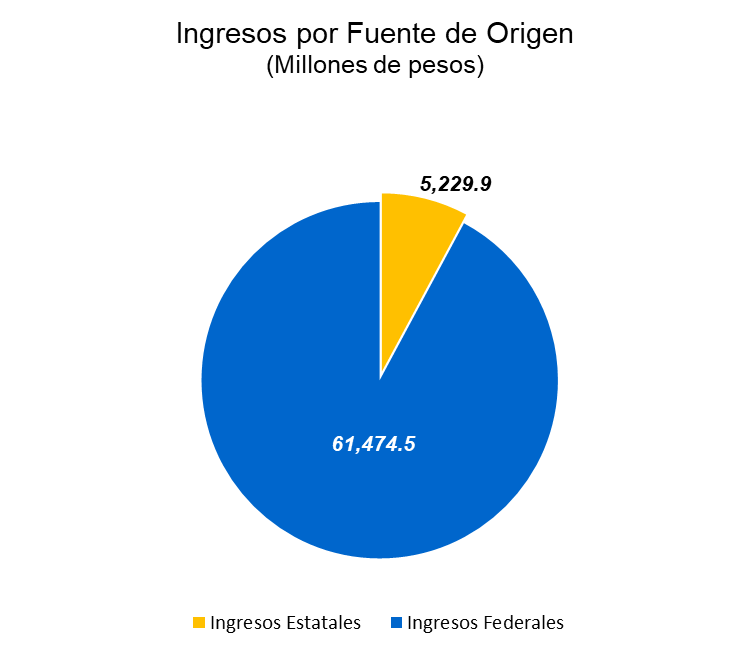 Ingresos por Fuente de Origen
(Millones de pesos)
5,229.9
61,474.5
Ingresos Estatales
Ingresos Federales